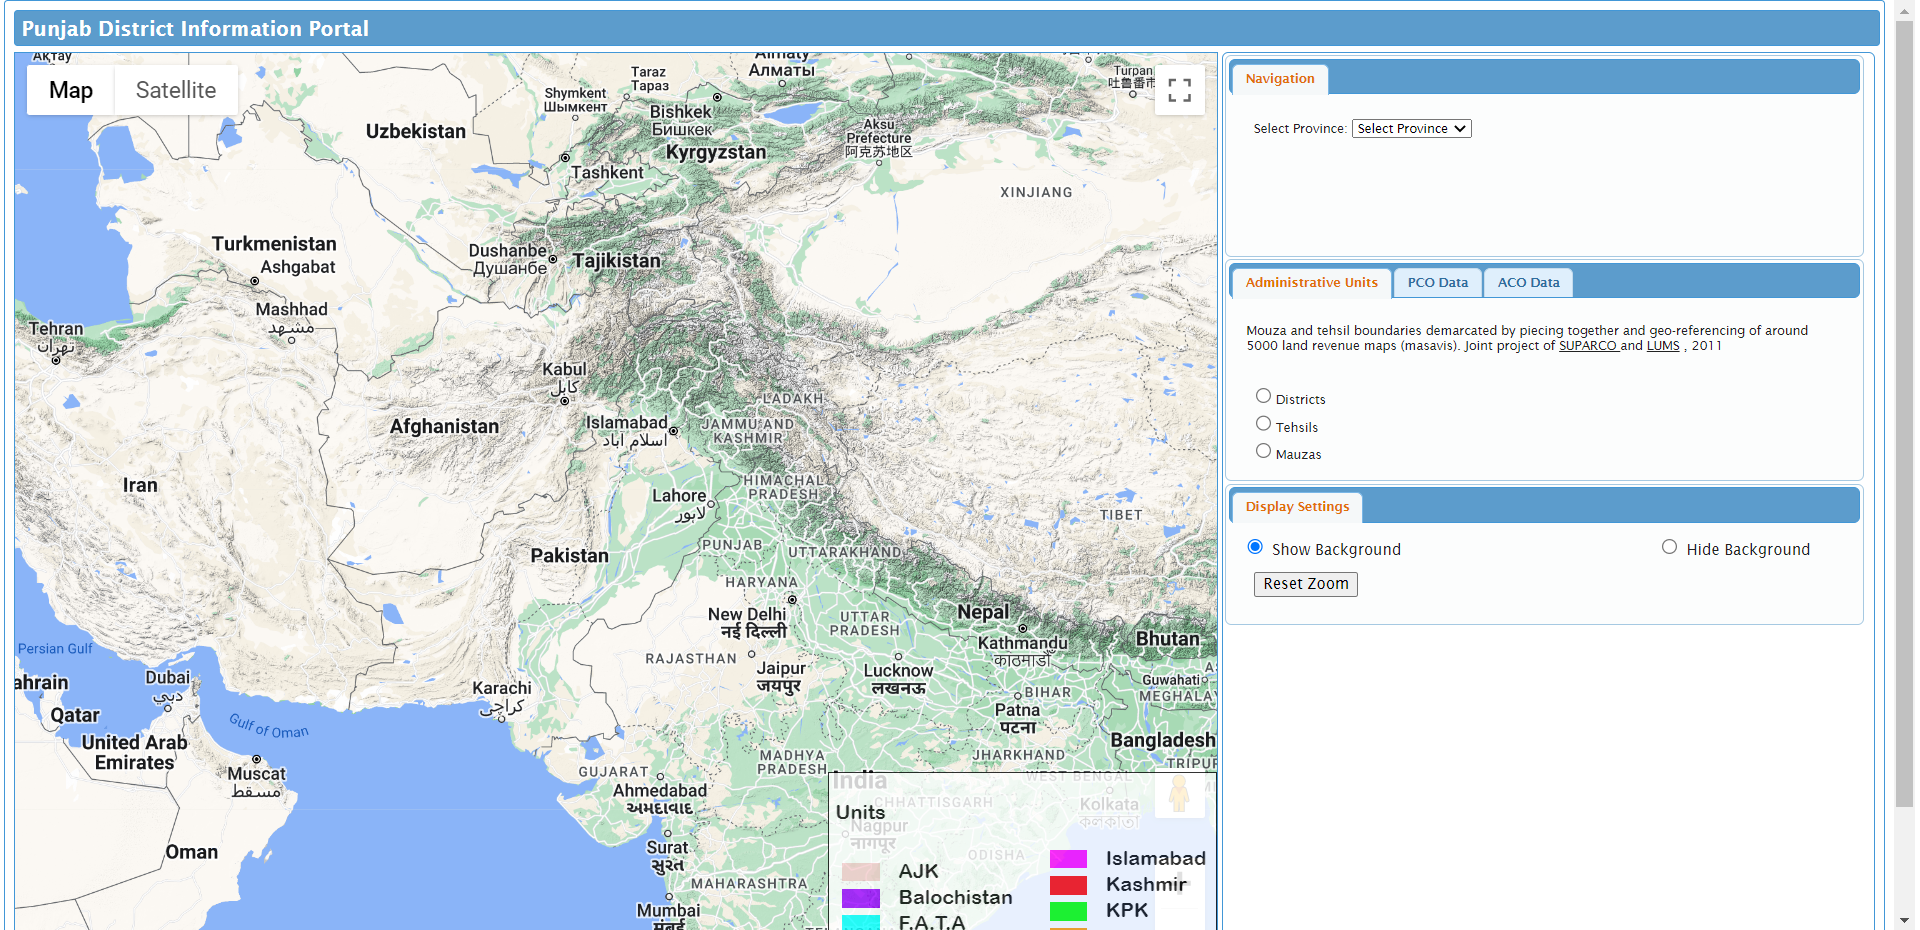 Punjab District Information Portal
Map
Satellite
Taraz
Тараз
Almaty
Алматы
Turpan
吐鲁番市
Shymkent
Шымкент
Bishkek
Бишкек
Uzbekistan
Aksu
Prefecture
阿克苏地区
Kyrgyzstan
Tashkent
XINJIANG
Turkmenistan
Ashgabat
Dushanbe
Душанбе
Tajikistan
Mashhad
مشهد
Tehran
تهران
Kabul
کابل
LADAKH
Afghanistan
Islamabad
اسلام آباد
JAMMU AND
KASHMIR
Iran
HIMACHAL
PRADESH
Lahore
لاہور
TIBET
PUNJAB
UTTARAKHAND
Pakistan
HARYANA
New Delhi
नई दिल्ली
UTTAR
PRADESH
Nepal
Kathmandu
काठमाडौं
Bhutan
Persian Gulf
RAJASTHAN
Jaipur
जयपुर
Lucknow
लखनऊ
Dubai
دبي
ahrain
Qatar
Karachi
کراچی
Guwahati
MEGHALAY
BIHAR
Patna
पटना
Gulf of Oman
United Arab
Emirates
Bangladesh
TRIPUR
Muscat
مسقط
MADHYA
PRADESH
JHARKHAND
GUJARAT
Ahmedabad
અમદાવાદ
India
WEST BENGAL
CHHATTISGARH
Kolkata
কলকাতা
Units
Nagpur
नागपूर
ODISHA
Oman
Surat
સુરત
MAHARASHTRA
Mumbai
मुंबई
AJK
Balochistan
F.A.T.A
Islamabad
Kashmir
KPK
Navigation
Select Province: Select Province
Administrative Units PCO Data ACO Data
Mouza and tehsil boundaries demarcated by piecing together and geo-referencing of around
5000 land revenue maps (masavis). Joint project of SUPARCO and LUMS , 2011
Districts
Tehsils
Mauzas
Display Settings
Show Background Hide Background
Reset Zoom